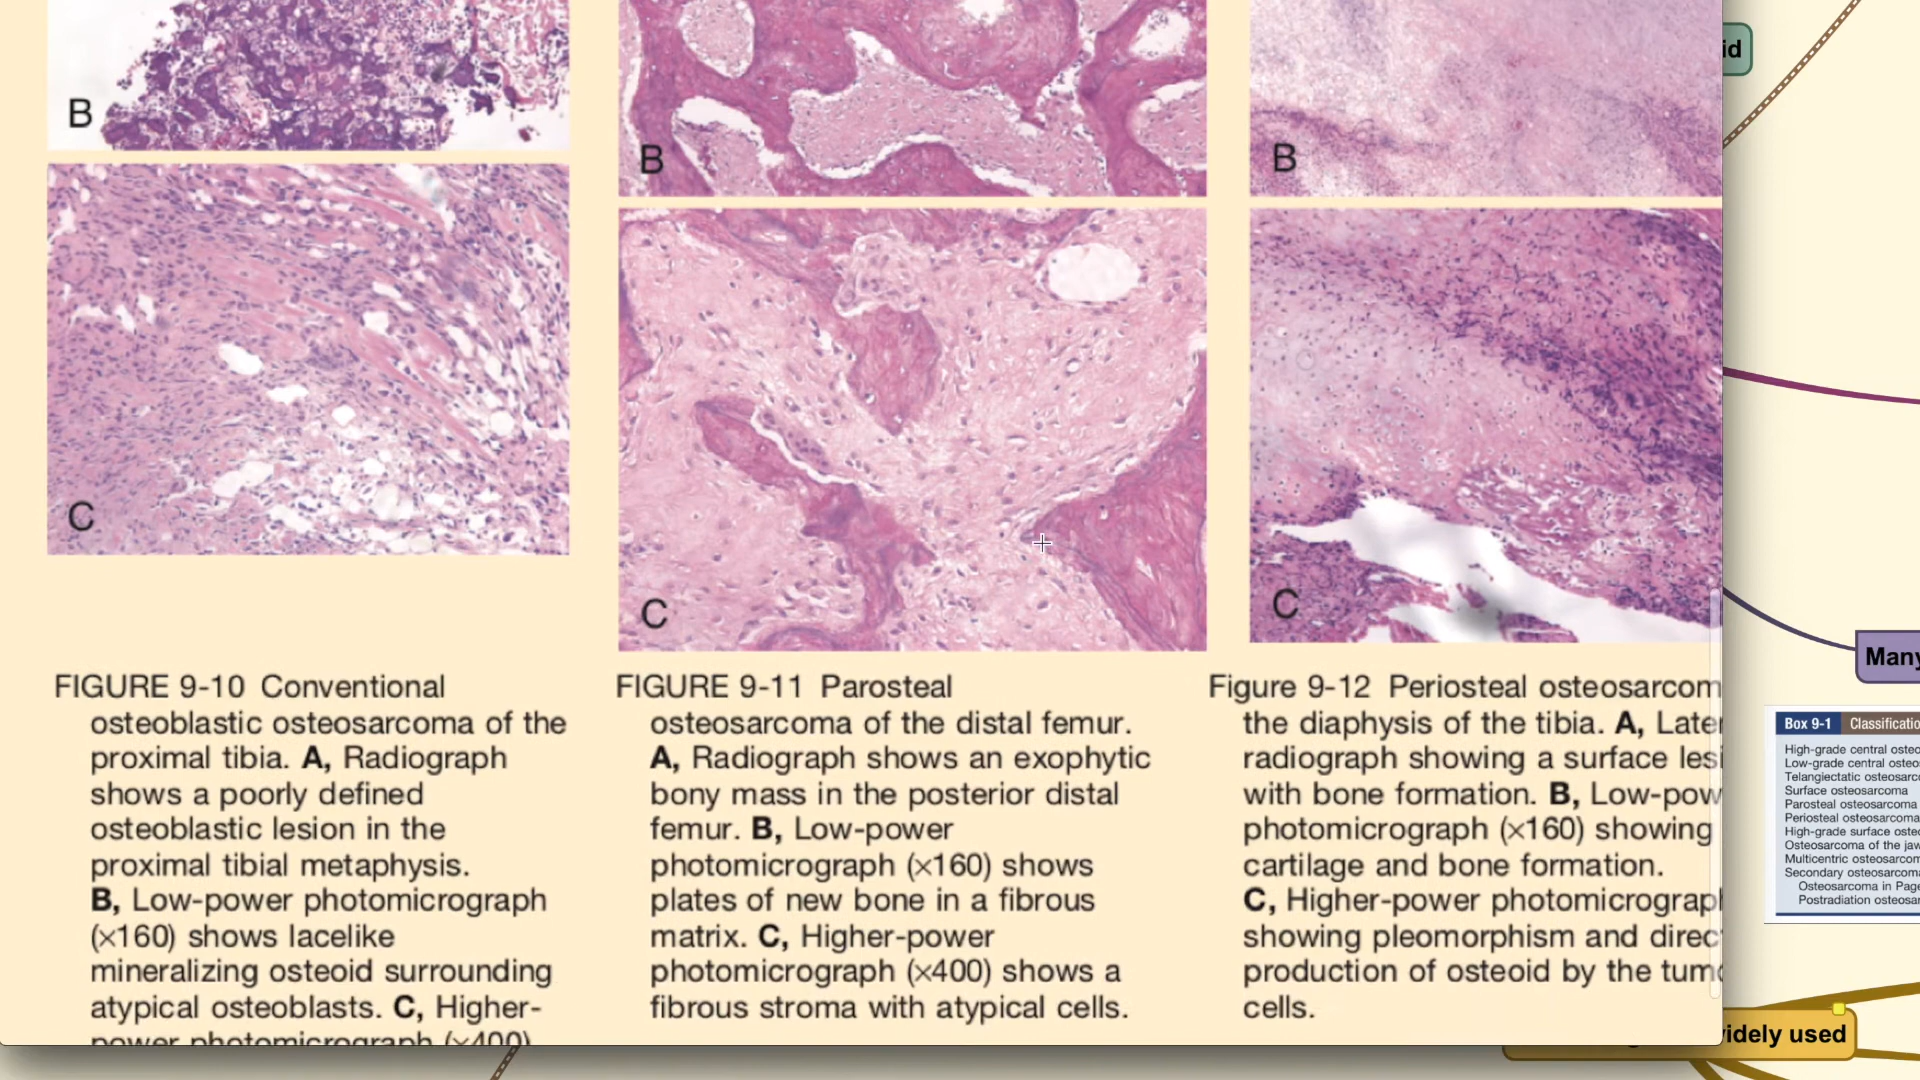 B
B
B
C
C
C
FIGURE 9-10 Conventional
osteoblastic osteosarcoma of the
proximal tibia. A, Radiograph
shows a poorly defined
osteoblastic lesion in the
proximal tibial metaphysis.
B, Low-power photomicrograph
(×160) shows lacelike
mineralizing osteoid surrounding
atypical osteoblasts. C, Higher-
power photomicrograph (×400)
FIGURE 9-11 Parosteal
osteosarcoma of the distal femur.
A, Radiograph shows an exophytic
bony mass in the posterior distal
femur. B, Low-power
photomicrograph (×160) shows
plates of new bone in a fibrous
matrix. C, Higher-power
photomicrograph (×400) shows a
fibrous stroma with atypical cells.
Figure 9-12 Periosteal osteosarcom
the diaphysis of the tibia. A, Late
radiograph showing a surface lesi
with bone formation. B, Low-pow
photomicrograph (×160) showing
cartilage and bone formation.
C, Higher-power photomicrograp
showing pleomorphism and direc
production of osteoid by the tum
cells.
id
Many
Box 9-1 Classificatio
High-grade central osteo
Low-grade central osteo
Telangiectatic osteosarc
Surface osteosarcoma
Parosteal osteosarcoma
Periosteal osteosarcoma
High-grade surface osteo
Osteosarcoma of the jaw
Multicentric osteosarcom
Secondary osteosarcoma
Osteosarcoma in Page
Postradiation osteosar
widely used